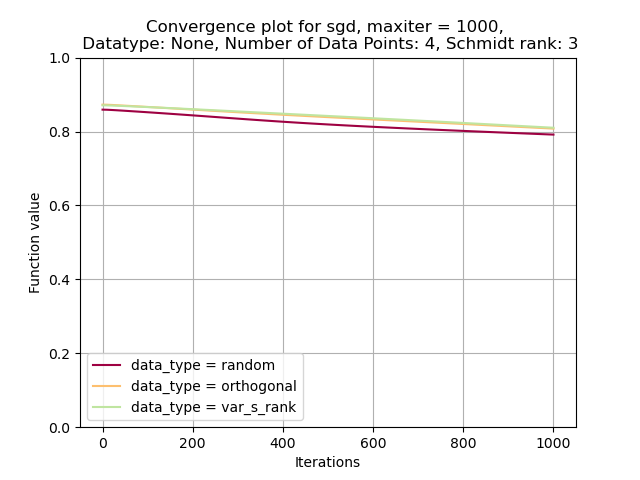 Convergence plot for sgd, maxiter = 1000,
Datatype: None, Number of Data Points: 4, Schmidt rank: 3
1.0
0.8
0.6
0.4
0.2
0.0
Function value
data_type = random
data_type = orthogonal
data_type = var_s_rank
0 200 400 600 800 1000
Iterations